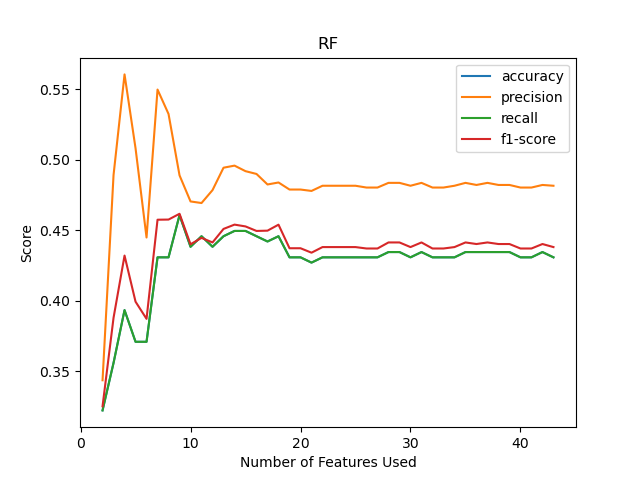 RF
accuracy
precision
recall
f1-score
Score
0.55
0.50
0.45
0.40
0.35
0
10
20
30
40
Number of Features Used